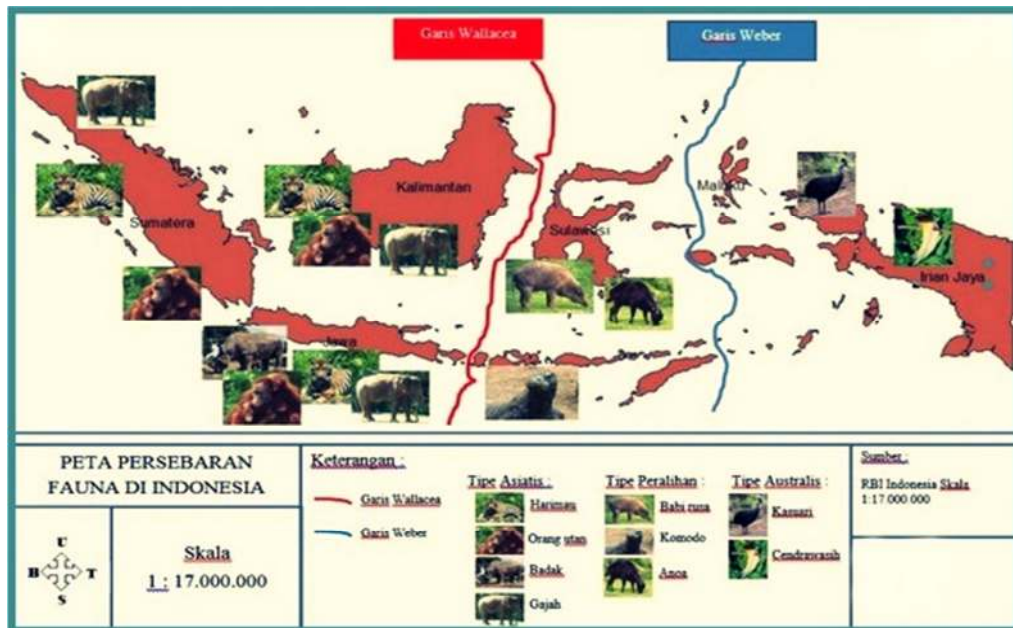 Garis Wallacea
Garis Weber
Kalimantan
Maluku
Sumatera
Sulawesi
Irian Jaya
Jawa
PETA PERSEBARAN
FAUNA DI INDONESIA
U
B T
S
Skala
1 : 17.000.000
Keterangan :
Garis Wallacea
Garis Weber
Tipe Asiatis :
Harimau
Orang utan
Badak
Gajah
Tipe Peralihan :
Babi rusa
Komodo
Anoa
Tipe Australis :
Kasuari
Cendrawasih
Sumber :
RBI Indonesia Skala
1:17 000 000